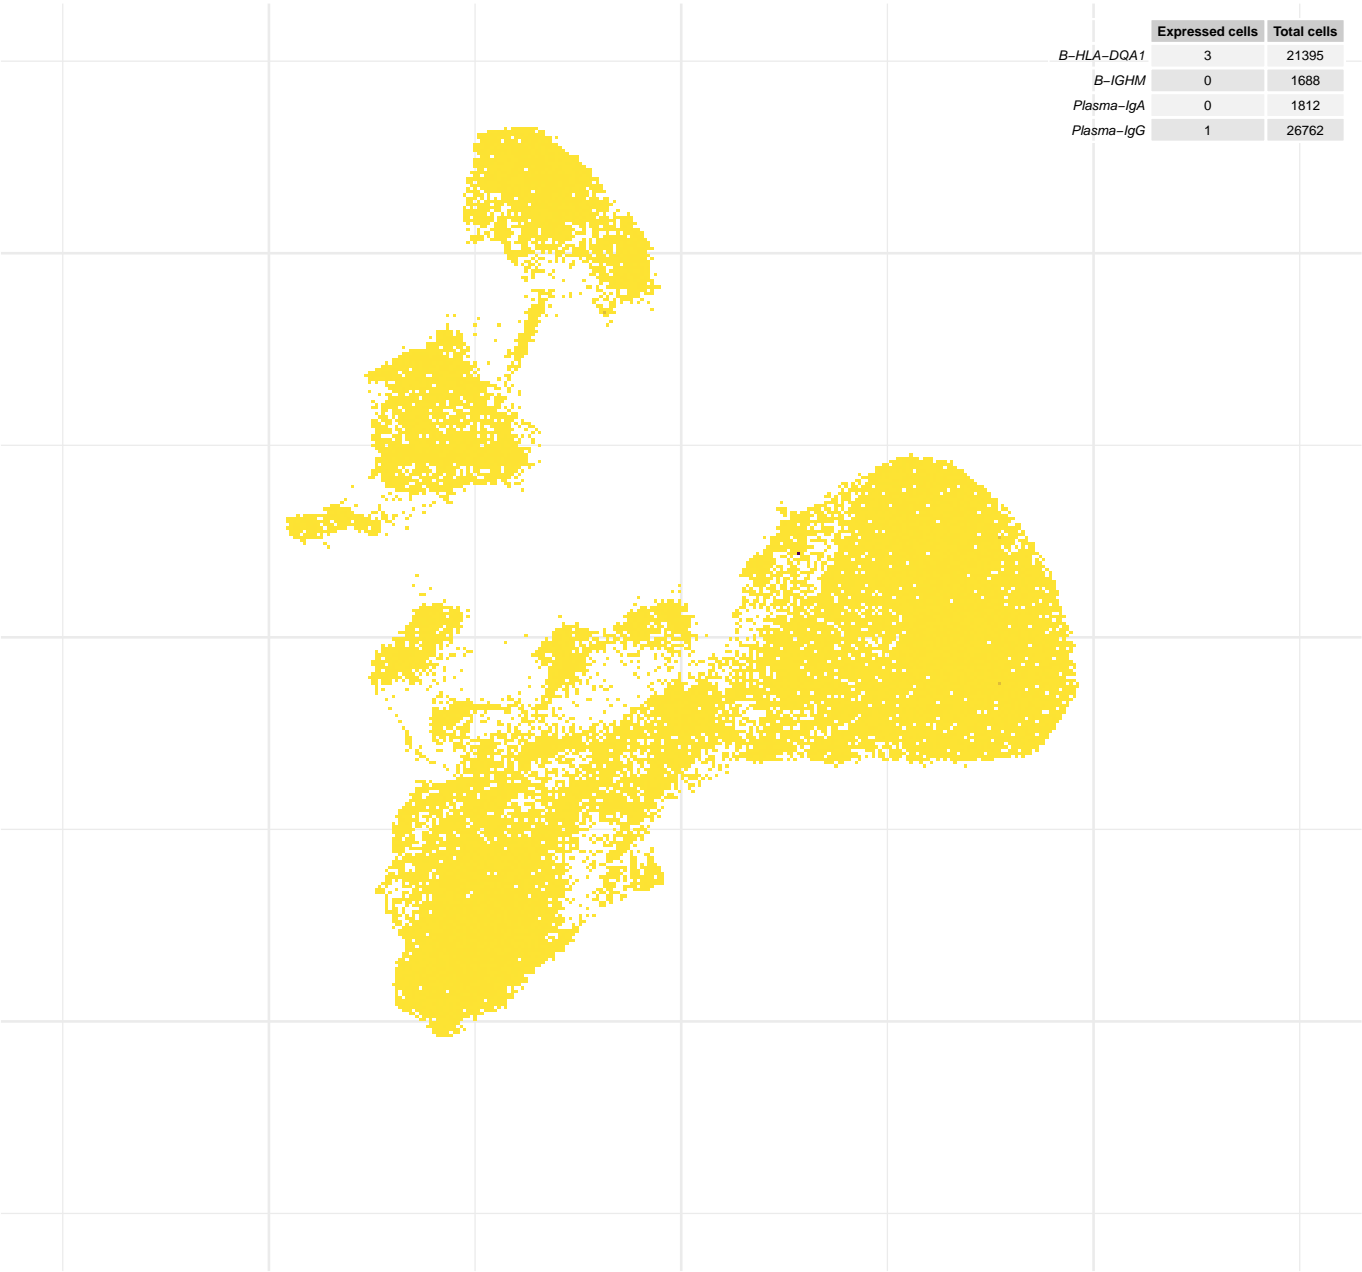 Expressed cells Total cells
B−HLA−DQA1 3 21395
B−IGHM 0 1688
Plasma−IgA 0 1812
Plasma−IgG 1 26762